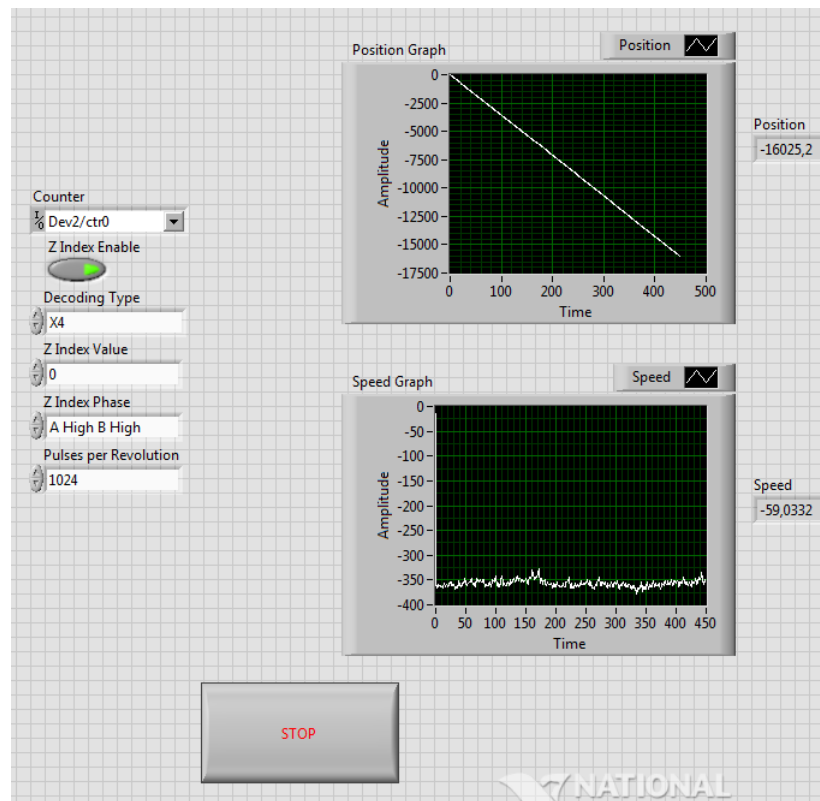 Position Graph
Position
Amplitude
0
-2500
-5000
-7500
-10000
-12500
-15000
-17500
0 100 200 300 400 500
Time
Position
-16025,2
Counter
I/O Dev2/ctr0
Z Index Enable
Decoding Type
X4
Z Index Value
0
Z Index Phase
A High B High
Pulses per Revolution
1024
Speed Graph
Speed
Amplitude
0
-50
-100
-150
-200
-250
-300
-350
-400
0 50 100 150 200 250 300 350 400 450
Time
Speed
-59,0332
STOP
NATIONAL